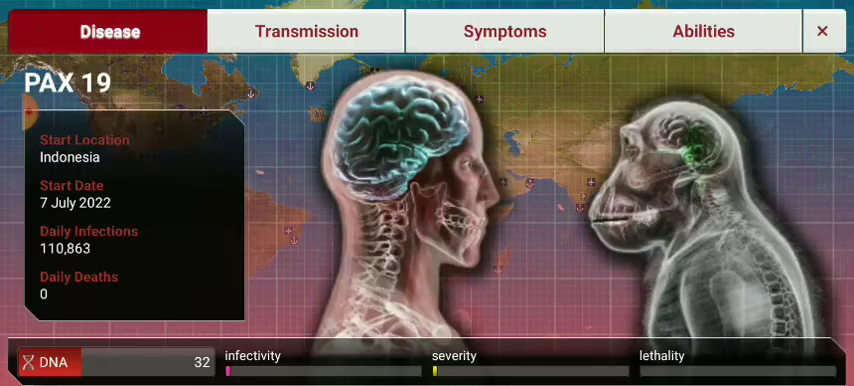 Disease
Transmission
Symptoms
Abilities
×
PAX 19
Start Location
Indonesia
Start Date
7 July 2022
Daily Infections
110,863
Daily Deaths
0
DNA
32
infectivity
severity
lethality